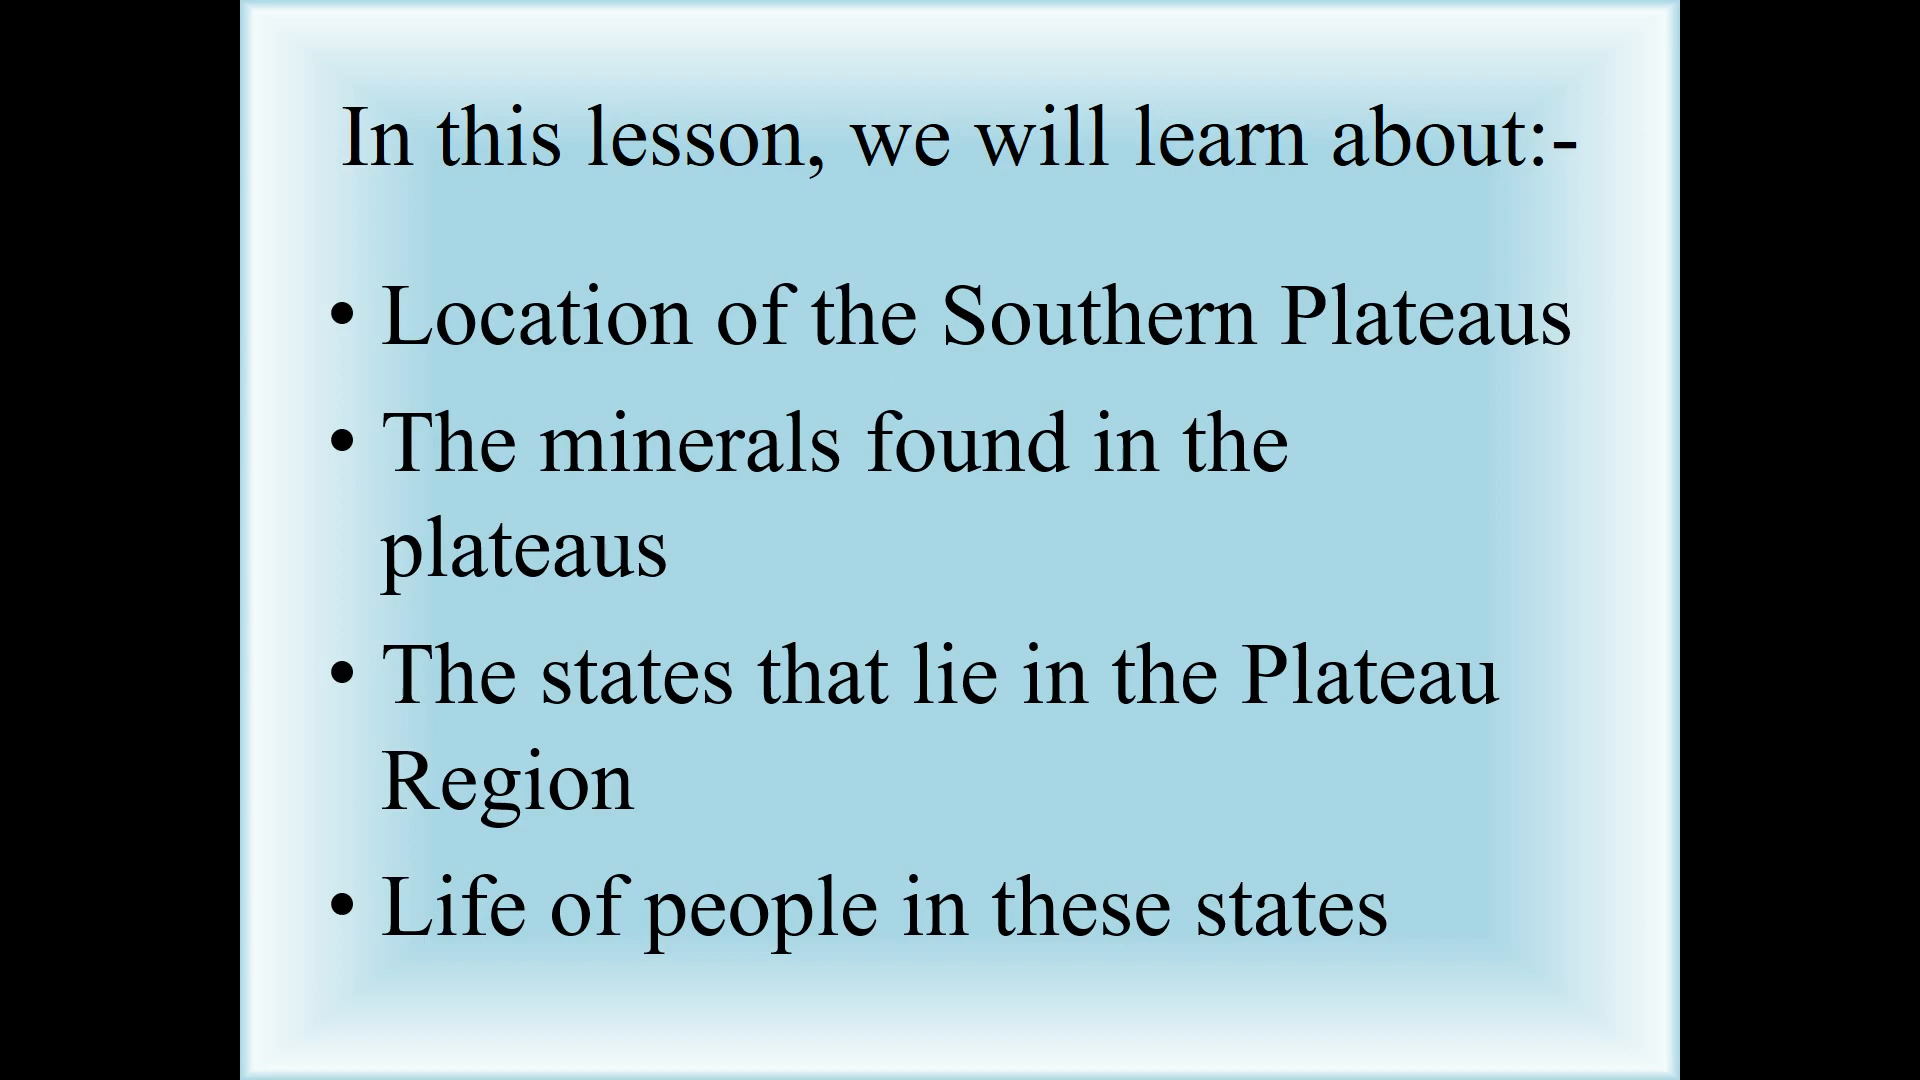 In this lesson, we will learn about:-
• Location of the Southern Plateaus
• The minerals found in the
plateaus
• The states that lie in the Plateau
Region
• Life of people in these states